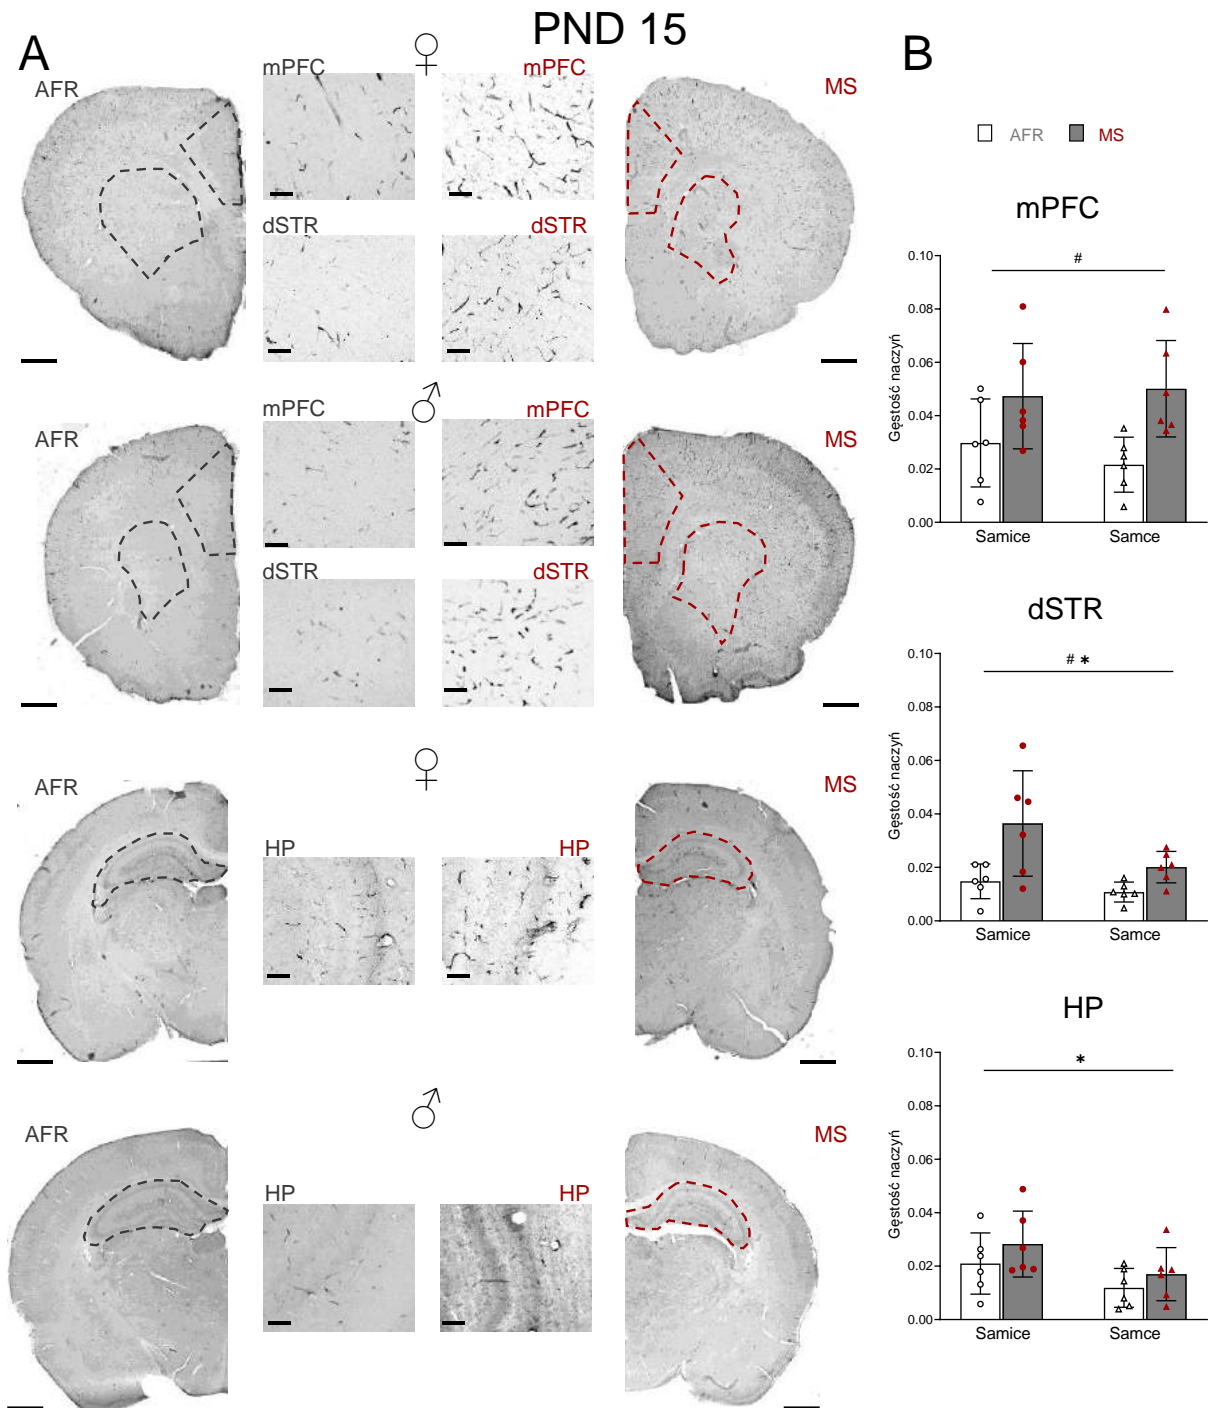 PND 15
A
♀
AFR
mPFC
mPFC
MS
dSTR
dSTR
♂
AFR
mPFC
mPFC
MS
dSTR
dSTR
♀
AFR
MS
HP
HP
♂
AFR
MS
HP
HP
B
AFR
MS
mPFC
#
0.10
0.08
0.06
0.04
0.02
0.00
Gęstość naczyń
Samice
Samce
dSTR
# *
0.10
0.08
0.06
0.04
0.02
0.00
Gęstość naczyń
Samice
Samce
HP
*
0.10
0.08
0.06
0.04
0.02
0.00
Gęstość naczyń
Samice
Samce